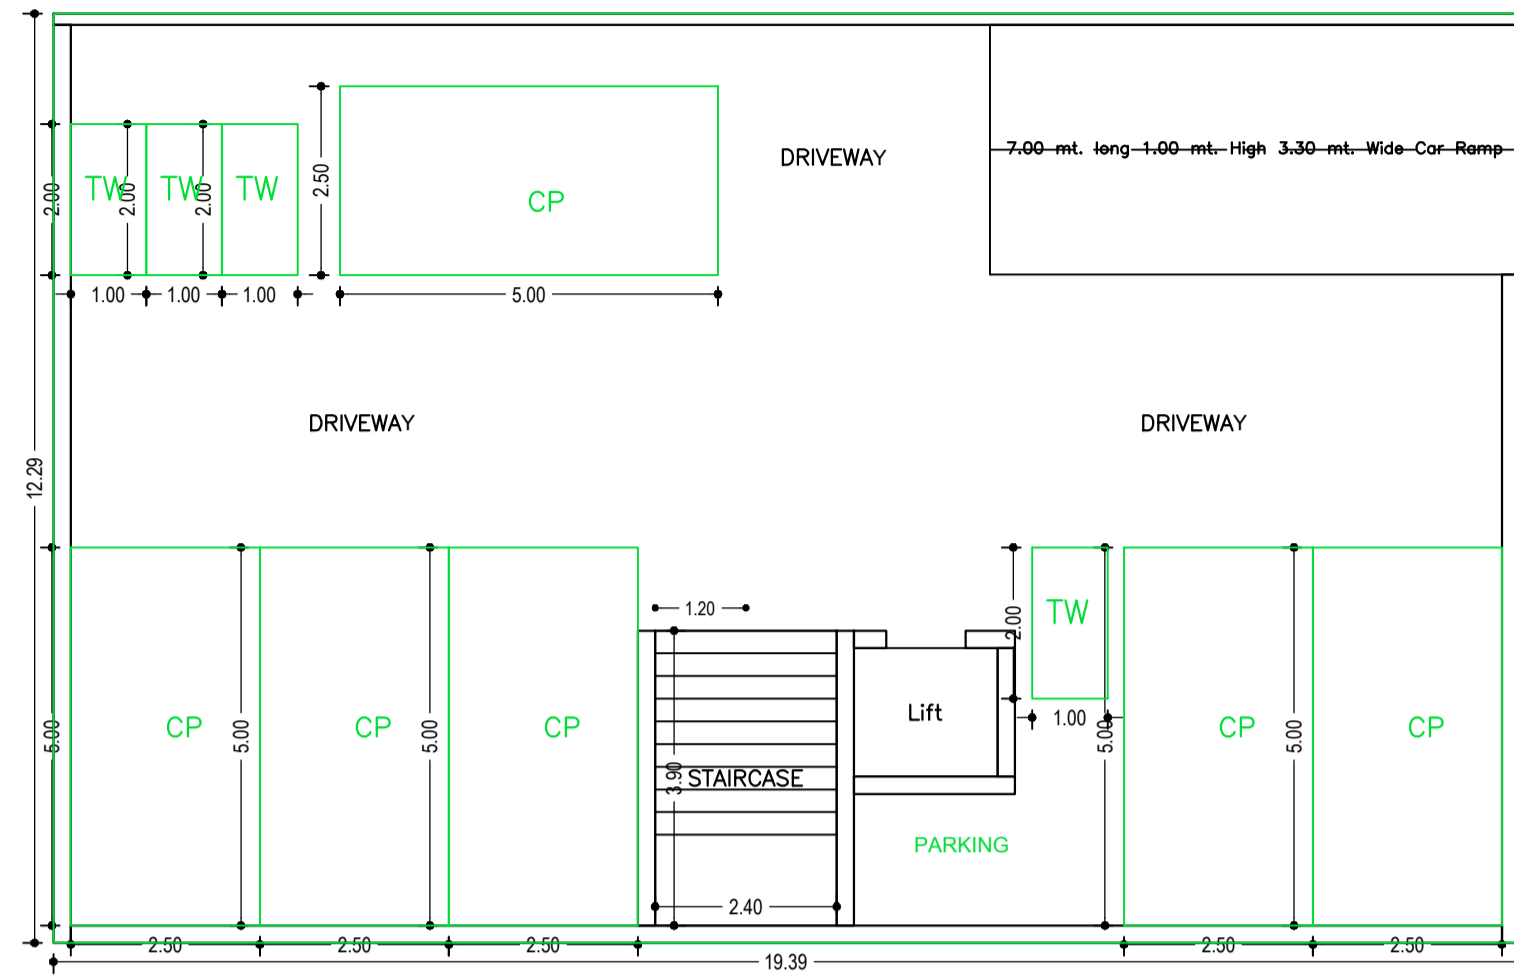 2.50
DRIVEWAY
7.00 mt. long 1.00 mt. High 3.30 mt. Wide Car Ramp
2.00
TW
2.00
TW
2.00
TW
CP
1.00
1.00
1.00
5.00
DRIVEWAY
DRIVEWAY
12.29
1.20
2.00
TW
5.00
CP
5.00
CP
5.00
CP
3.90
STAIRCASE
Lift
1.00
5.00
CP
5.00
CP
PARKING
2.40
2.50
2.50
2.50
2.50
2.50
19.39